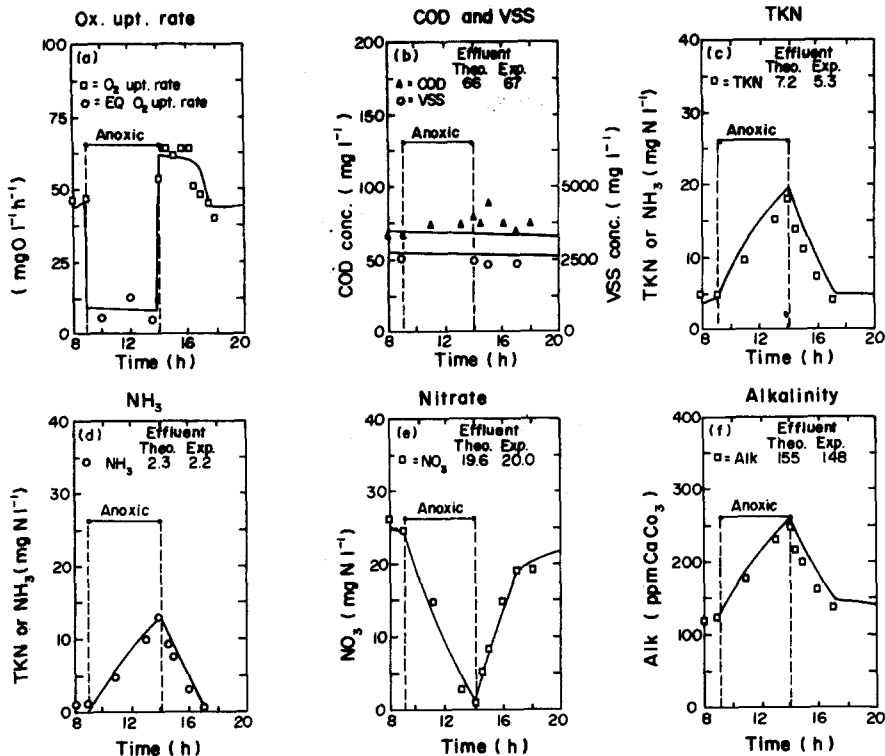 Ox. upt. rate
(a)
□ = O₂ upt. rate
○ = EQ O₂ upt. rate
Anoxic
100
75
50
25
0
(mgO l⁻¹h⁻¹)
8 12 16 20
Time (h)
COD and VSS
(b) Effluent
Theo. Exp.
▲ = COD 66 67
○ = VSS
Anoxic
200
150
100
50
0
COD conc. (mg l⁻¹)
5000
2500
0
VSS conc. (mg l⁻¹)
8 12 16 20
Time (h)
TKN
(c) Effluent
Theo. Exp.
□ = TKN 7.2 5.3
Anoxic
40
30
20
10
0
TKN or NH₃ (mg N l⁻¹)
8 12 16 20
Time (h)
NH₃
(d) Effluent
Theo. Exp.
○ NH₃ 2.3 2.2
Anoxic
40
30
20
10
0
TKN or NH₃ (mg N l⁻¹)
8 12 16 20
Time (h)
Nitrate
(e) Effluent
Theo. Exp.
□ = NO₃ 19.6 20.0
Anoxic
40
30
20
10
0
NO₃ (mg N l⁻¹)
8 12 16 20
Time (h)
Alkalinity
(f) Effluent
Theo. Exp.
□ = Alk 155 148
Anoxic
400
300
250
150
100
0
Alk (ppmCaCo₃)
8 12 16 20
Time (h)